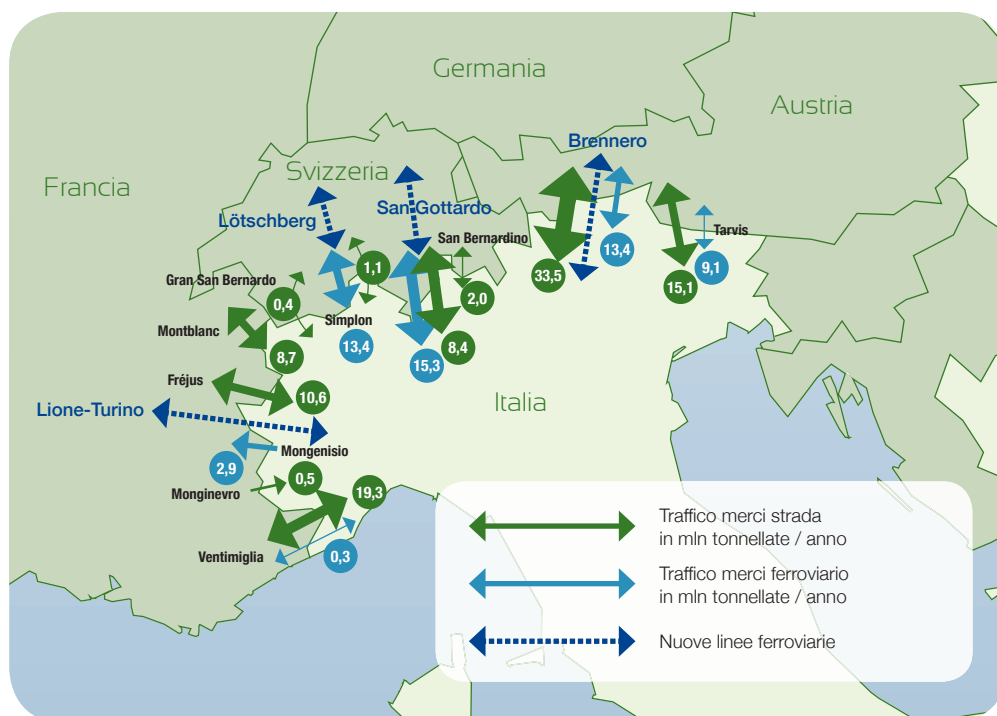 Germania
Austria
Francia
Svizzera
Brennero
Lötschberg
San Gottardo
San Bernardino
Tarvis
Gran San Bernardo
Montblanc
Simplon
Fréjus
Lione-Turino
Italia
Mongenisio
Monginevro
Ventimiglia
33,5
13,4
15,1
9,1
1,1
2,0
0,4
13,4
15,3
8,4
8,7
10,6
2,9
0,5
19,3
0,3
Traffico merci strada
in mln tonnellate / anno
Traffico merci ferroviario
in mln tonnellate / anno
Nuove linee ferroviarie